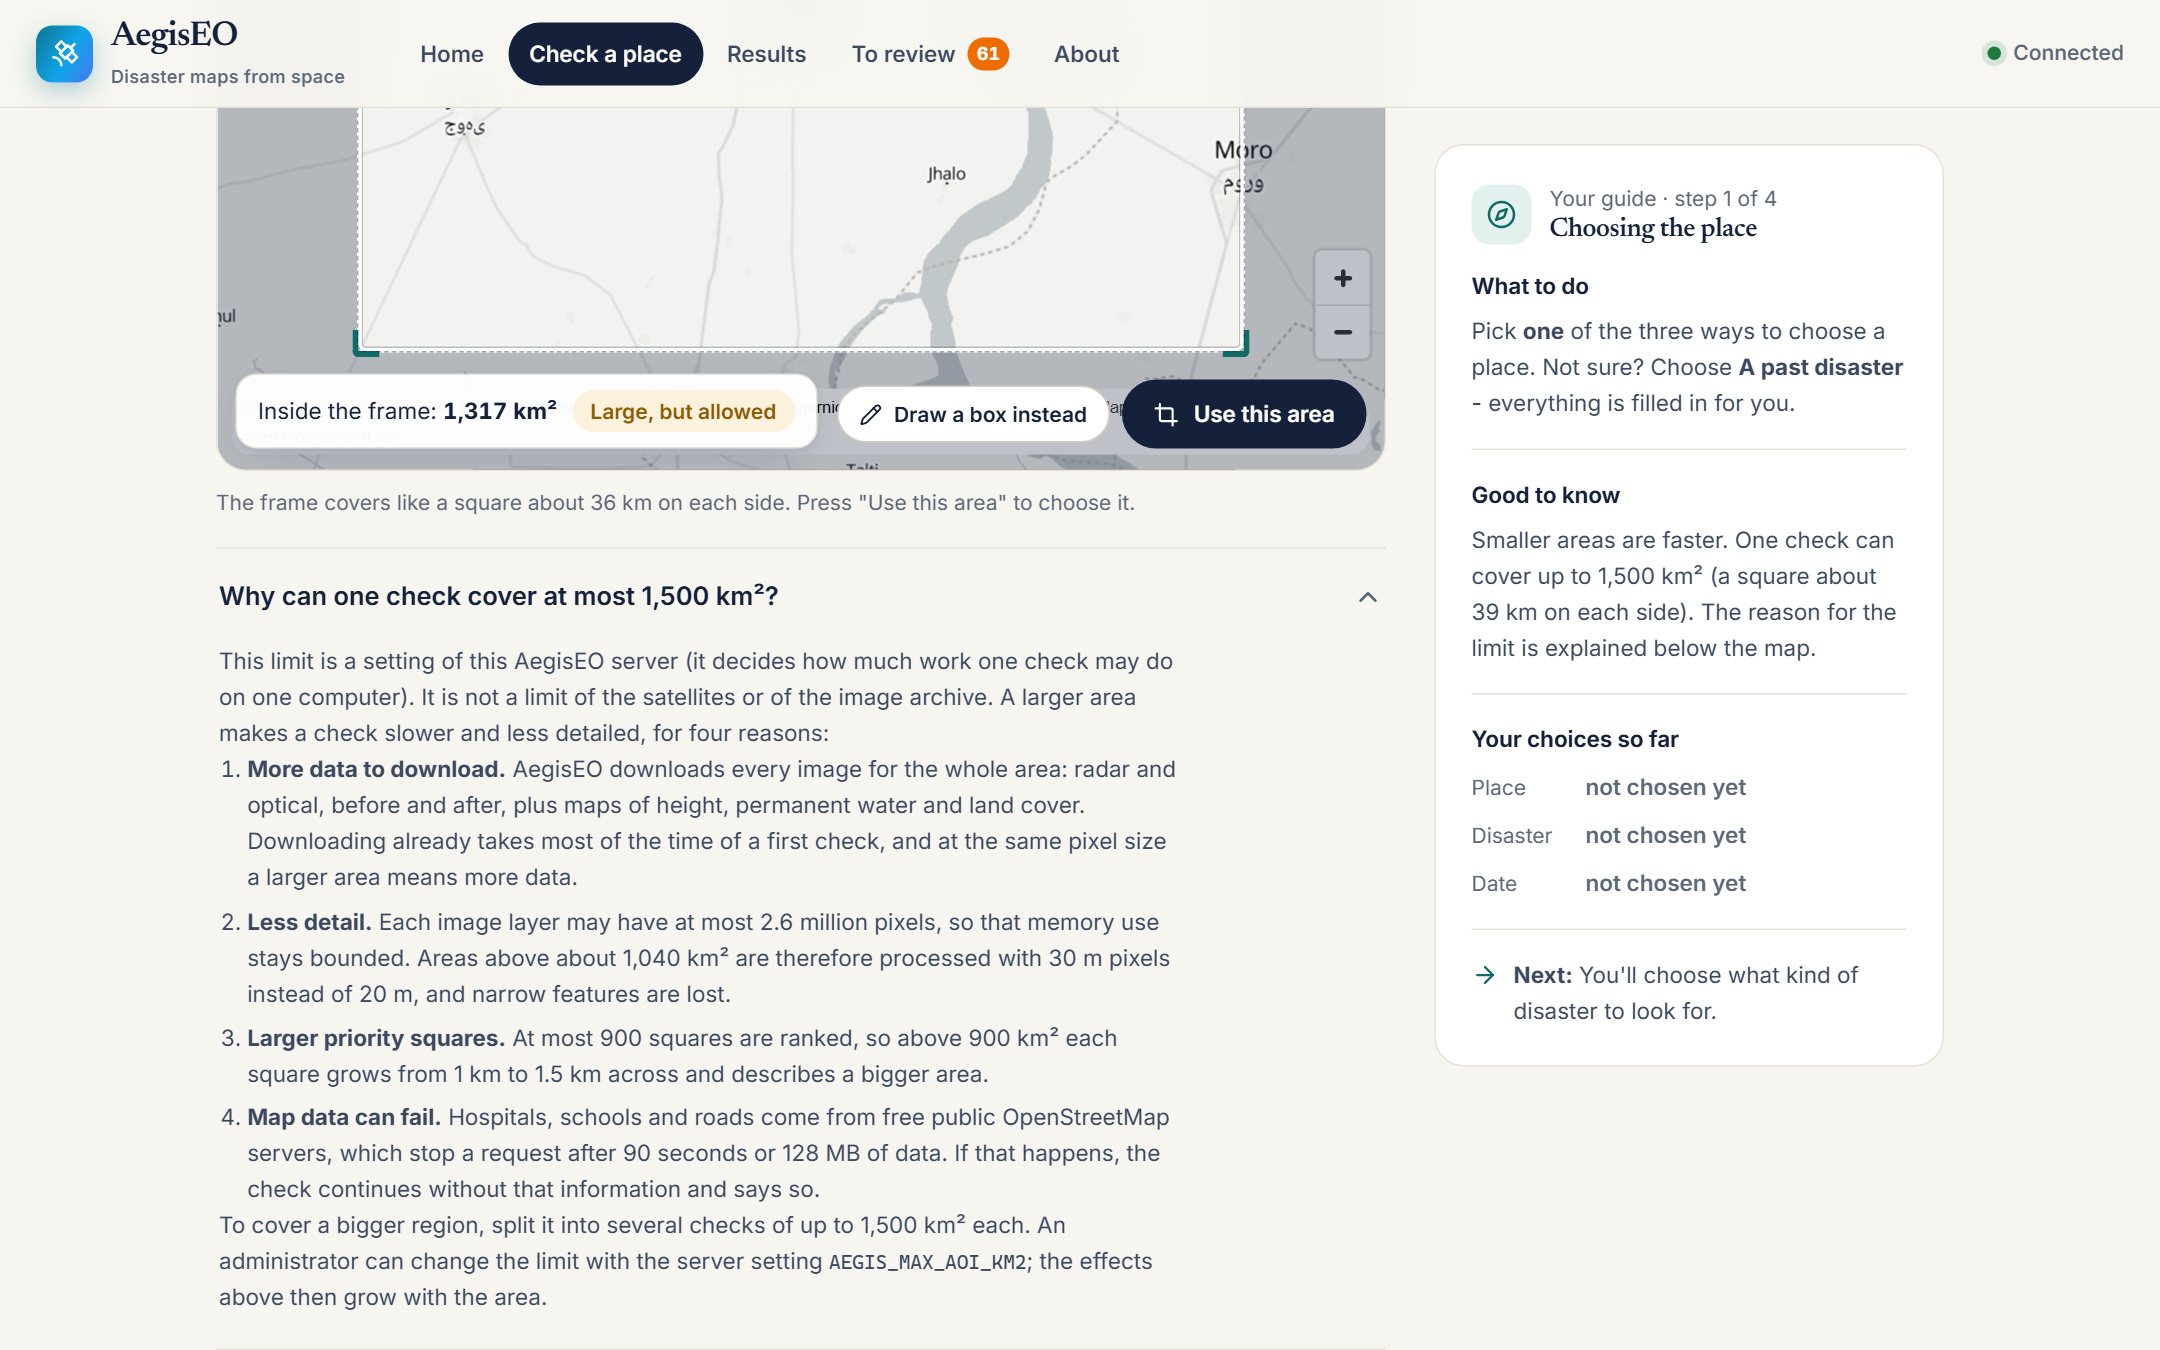 AegisEO
Disaster maps from space
Home
Check a place
Results
To review 61
About
Connected
جوهي
Jhalo
Moro
مورو
Inside the frame: 1,317 km²
Large, but allowed
Draw a box instead
Use this area
The frame covers like a square about 36 km on each side. Press "Use this area" to choose it.
Why can one check cover at most 1,500 km²?
This limit is a setting of this AegisEO server (it decides how much work one check may do
on one computer). It is not a limit of the satellites or of the image archive. A larger area
makes a check slower and less detailed, for four reasons:
1. More data to download. AegisEO downloads every image for the whole area: radar and
optical, before and after, plus maps of height, permanent water and land cover.
Downloading already takes most of the time of a first check, and at the same pixel size
a larger area means more data.
2. Less detail. Each image layer may have at most 2.6 million pixels, so that memory use
stays bounded. Areas above about 1,040 km² are therefore processed with 30 m pixels
instead of 20 m, and narrow features are lost.
3. Larger priority squares. At most 900 squares are ranked, so above 900 km² each
square grows from 1 km to 1.5 km across and describes a bigger area.
4. Map data can fail. Hospitals, schools and roads come from free public OpenStreetMap
servers, which stop a request after 90 seconds or 128 MB of data. If that happens, the
check continues without that information and says so.
To cover a bigger region, split it into several checks of up to 1,500 km² each. An
administrator can change the limit with the server setting AEGIS_MAX_AOI_KM2; the effects
above then grow with the area.
Your guide · step 1 of 4
Choosing the place
What to do
Pick one of the three ways to choose a
place. Not sure? Choose A past disaster
- everything is filled in for you.
Good to know
Smaller areas are faster. One check can
cover up to 1,500 km² (a square about
39 km on each side). The reason for the
limit is explained below the map.
Your choices so far
Place not chosen yet
Disaster not chosen yet
Date not chosen yet
Next: You'll choose what kind of
disaster to look for.